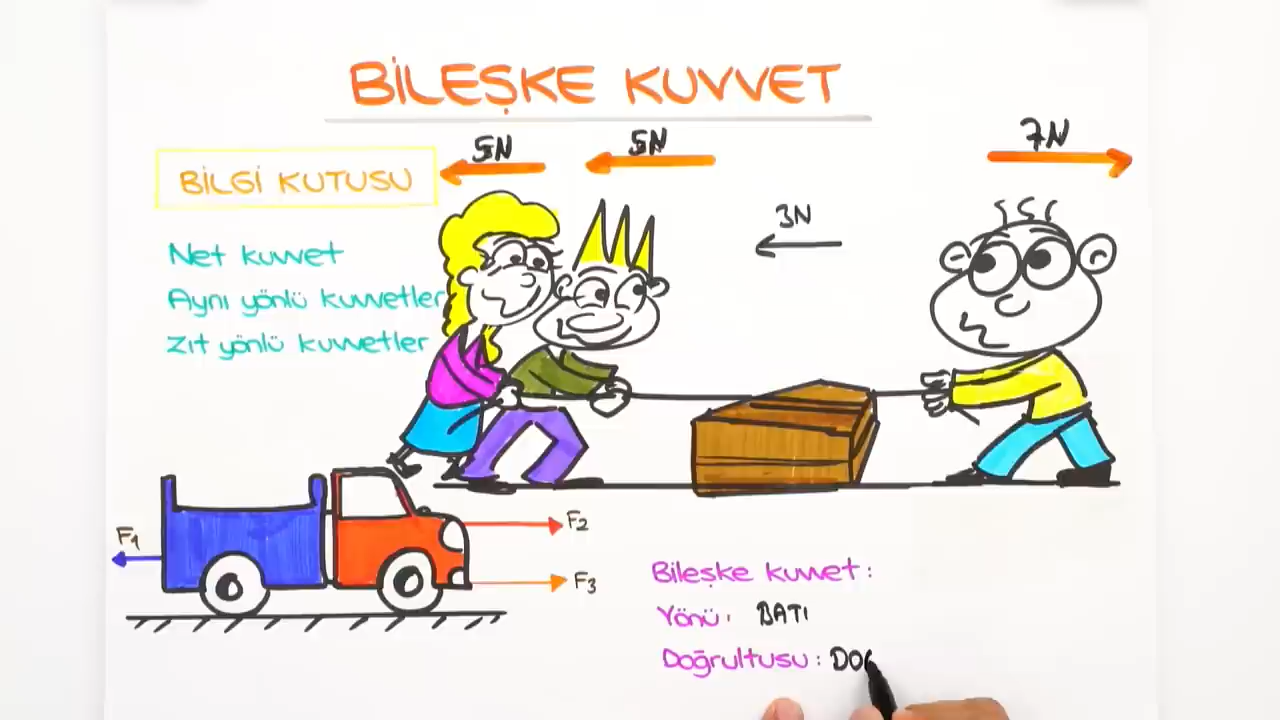 BİLEŞKE KUVVET
5N
5N
7N
BİLGİ KUTUSU
3N
Net kuvvet
Aynı yönlü kuvvetler
Zıt yönlü kuvvetler
F1
F2
F3
Bileşke kuvvet:
Yönü: BATI
Doğrultusu: DOĞ